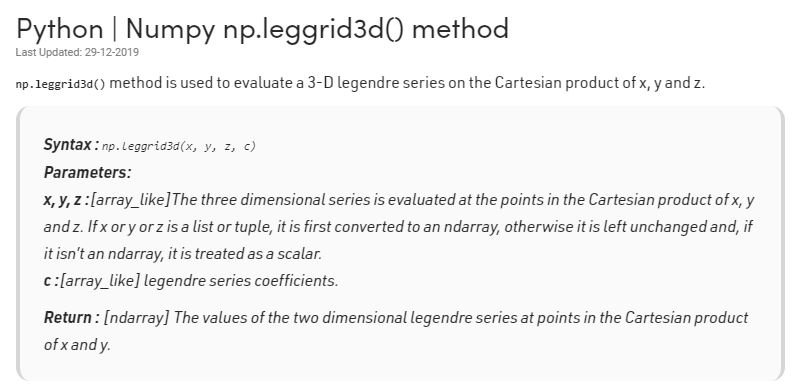 Python | Numpy np.leggrid3d() method
Last Updated: 29-12-2019
np.leggrid3d() method is used to evaluate a 3-D legendre series on the Cartesian product of x, y and z.
Syntax : np.leggrid3d(x, y, z, c)
Parameters:
x, y, z :[array_like]The three dimensional series is evaluated at the points in the Cartesian product of x, y
and z. If x or y or z is a list or tuple, it is first converted to an ndarray, otherwise it is left unchanged and, if
it isn't an ndarray, it is treated as a scalar.
c :[array_like] legendre series coefficients.
Return : [ndarray] The values of the two dimensional legendre series at points in the Cartesian product
of x and y.